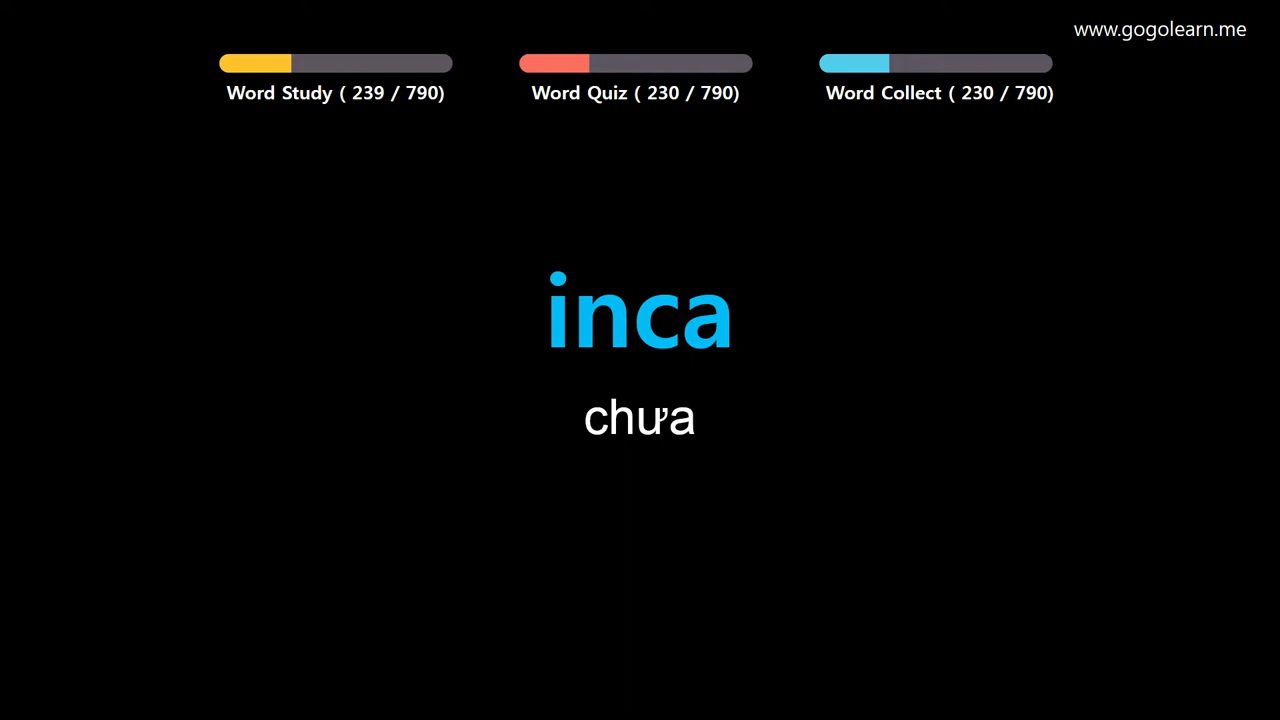 www.gogolearn.me
Word Study ( 239 / 790)
Word Quiz ( 230 / 790)
Word Collect ( 230 / 790)
inca
chưa